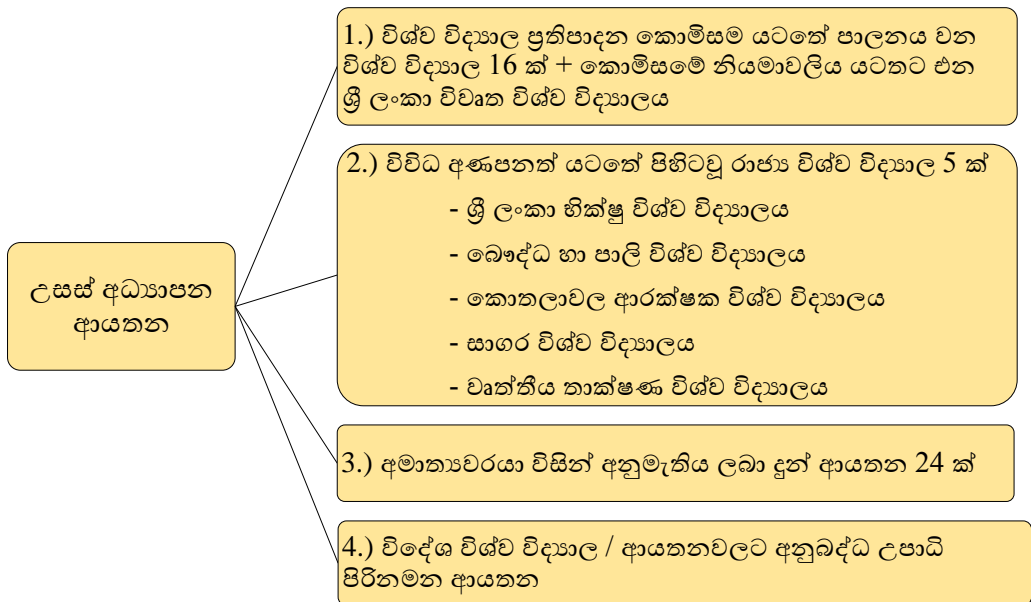 1.) විශ්ව විද්‍යාල ප්‍රතිපාදන කොමිසම යටතේ පාලනය වන
විශ්ව විද්‍යාල 16 ක් + කොමිසමේ නියමාවලිය යටතට එන
ශ්‍රී ලංකා විවෘත විශ්ව විද්‍යාලය
2.) විවිධ අණපනත් යටතේ පිහිටවූ රාජ්‍ය විශ්ව විද්‍යාල 5 ක්
- ශ්‍රී ලංකා භික්ෂු විශ්ව විද්‍යාලය
- බෞද්ධ හා පාලි විශ්ව විද්‍යාලය
- කොතලාවල ආරක්ෂක විශ්ව විද්‍යාලය
- සාගර විශ්ව විද්‍යාලය
- වෘත්තීය තාක්ෂණ විශ්ව විද්‍යාලය
උසස් අධ්‍යාපන
ආයතන
3.) අමාත්‍යවරයා විසින් අනුමැතිය ලබා දුන් ආයතන 24 ක්
4.) විදේශ විශ්ව විද්‍යාල / ආයතනවලට අනුබද්ධ උපාධි
පිරිනමන ආයතන